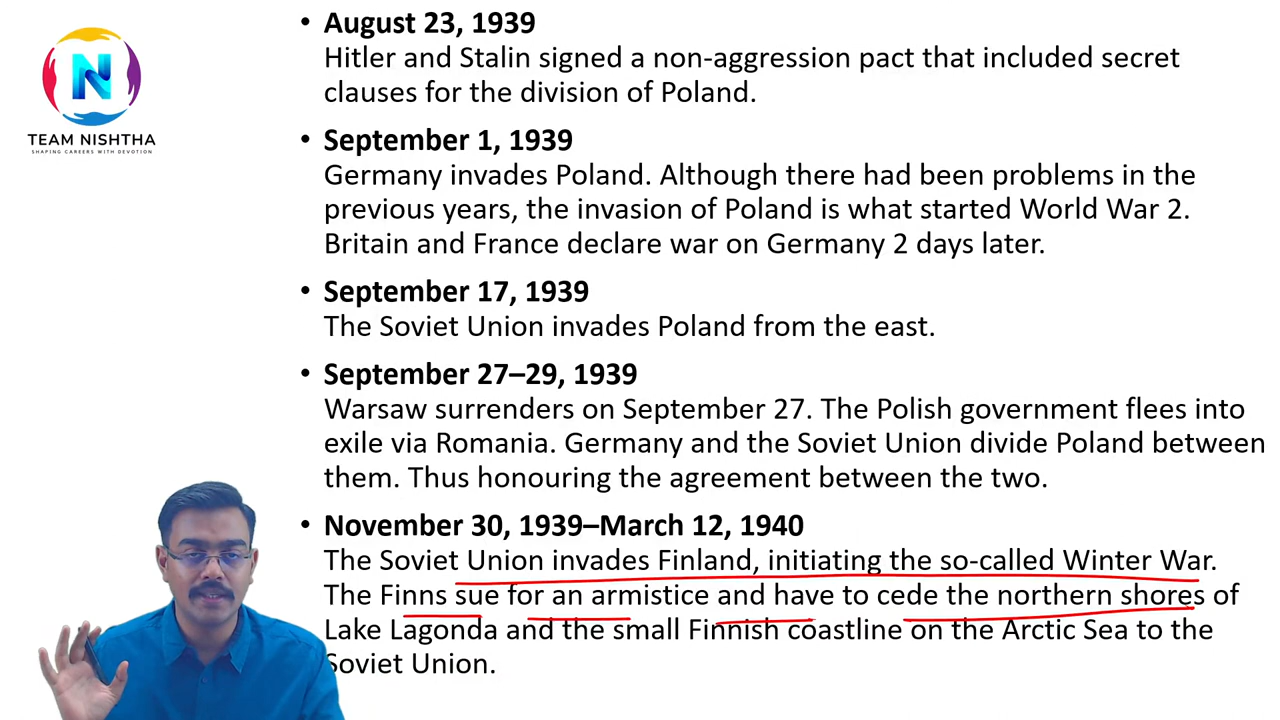 N
TEAM NISHTHA
SHAPING CAREERS WITH DEVOTION
• August 23, 1939
Hitler and Stalin signed a non-aggression pact that included secret
clauses for the division of Poland.
• September 1, 1939
Germany invades Poland. Although there had been problems in the
previous years, the invasion of Poland is what started World War 2.
Britain and France declare war on Germany 2 days later.
• September 17, 1939
The Soviet Union invades Poland from the east.
• September 27–29, 1939
Warsaw surrenders on September 27. The Polish government flees into
exile via Romania. Germany and the Soviet Union divide Poland between
them. Thus honouring the agreement between the two.
• November 30, 1939–March 12, 1940
The Soviet Union invades Finland, initiating the so-called Winter War.
The Finns sue for an armistice and have to cede the northern shores of
Lake Lagonda and the small Finnish coastline on the Arctic Sea to the
Soviet Union.